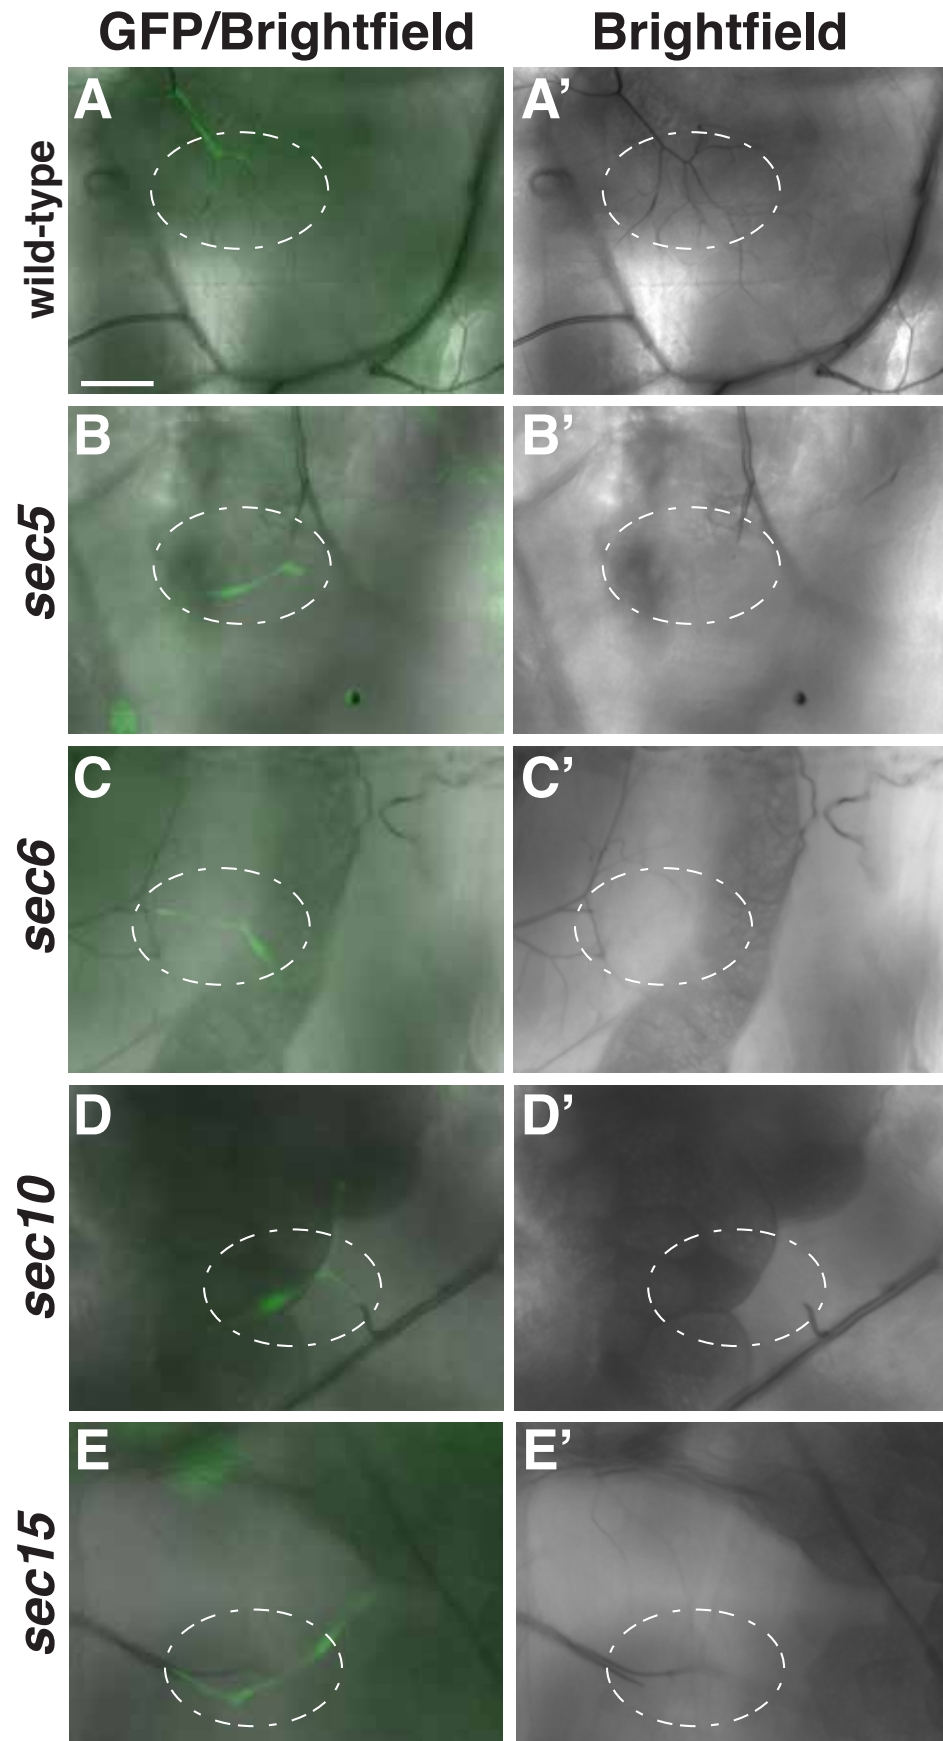 GFP/Brightfield Brightfield
wild-type
A A’
sec5
B B’
sec6
C C’
sec10
D D’
sec15
E E’